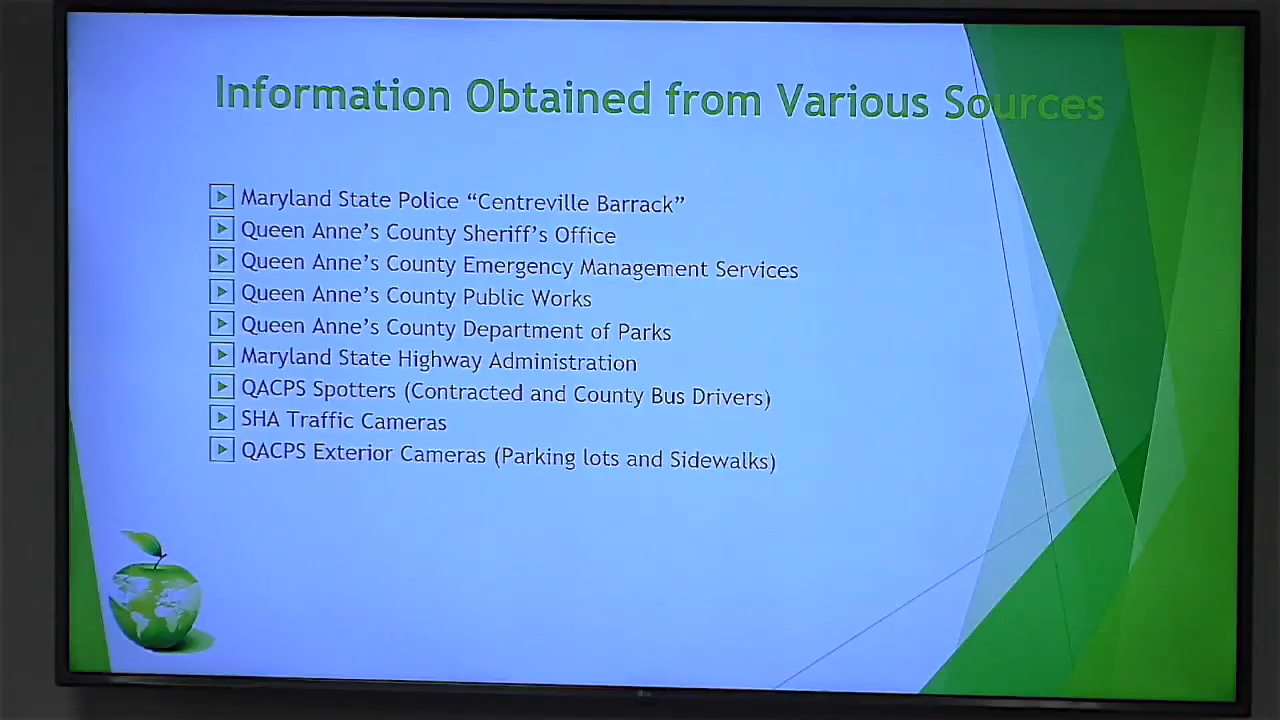 Information Obtained from Various Sources
Maryland State Police “Centreville Barrack”
Queen Anne’s County Sheriff’s Office
Queen Anne’s County Emergency Management Services
Queen Anne’s County Public Works
Queen Anne’s County Department of Parks
Maryland State Highway Administration
QACPS Spotters (Contracted and County Bus Drivers)
SHA Traffic Cameras
QACPS Exterior Cameras (Parking lots and Sidewalks)
LG